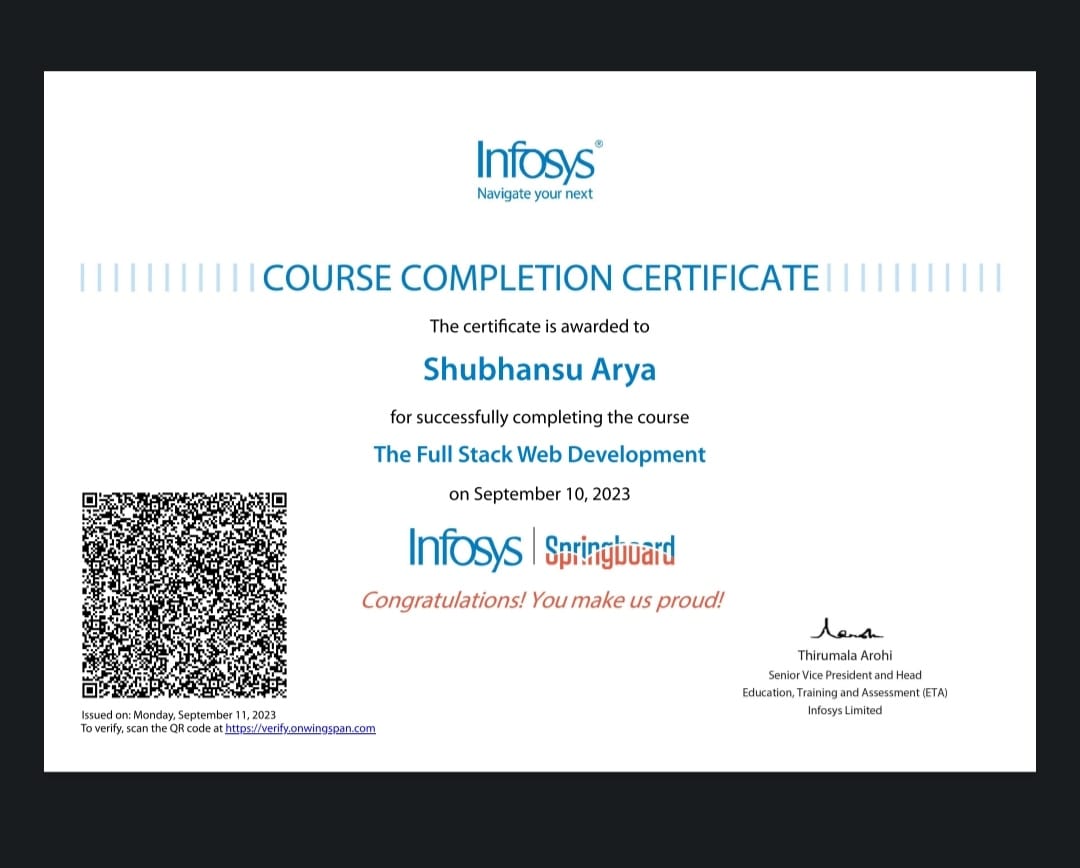 Infosys®
Navigate your next
COURSE COMPLETION CERTIFICATE
The certificate is awarded to
Shubhansu Arya
for successfully completing the course
The Full Stack Web Development
on September 10, 2023
Infosys | Springboard
Congratulations! You make us proud!
Thirumala Arohi
Senior Vice President and Head
Education, Training and Assessment (ETA)
Infosys Limited
Issued on: Monday, September 11, 2023
To verify, scan the QR code at https://verify.onwingspan.com